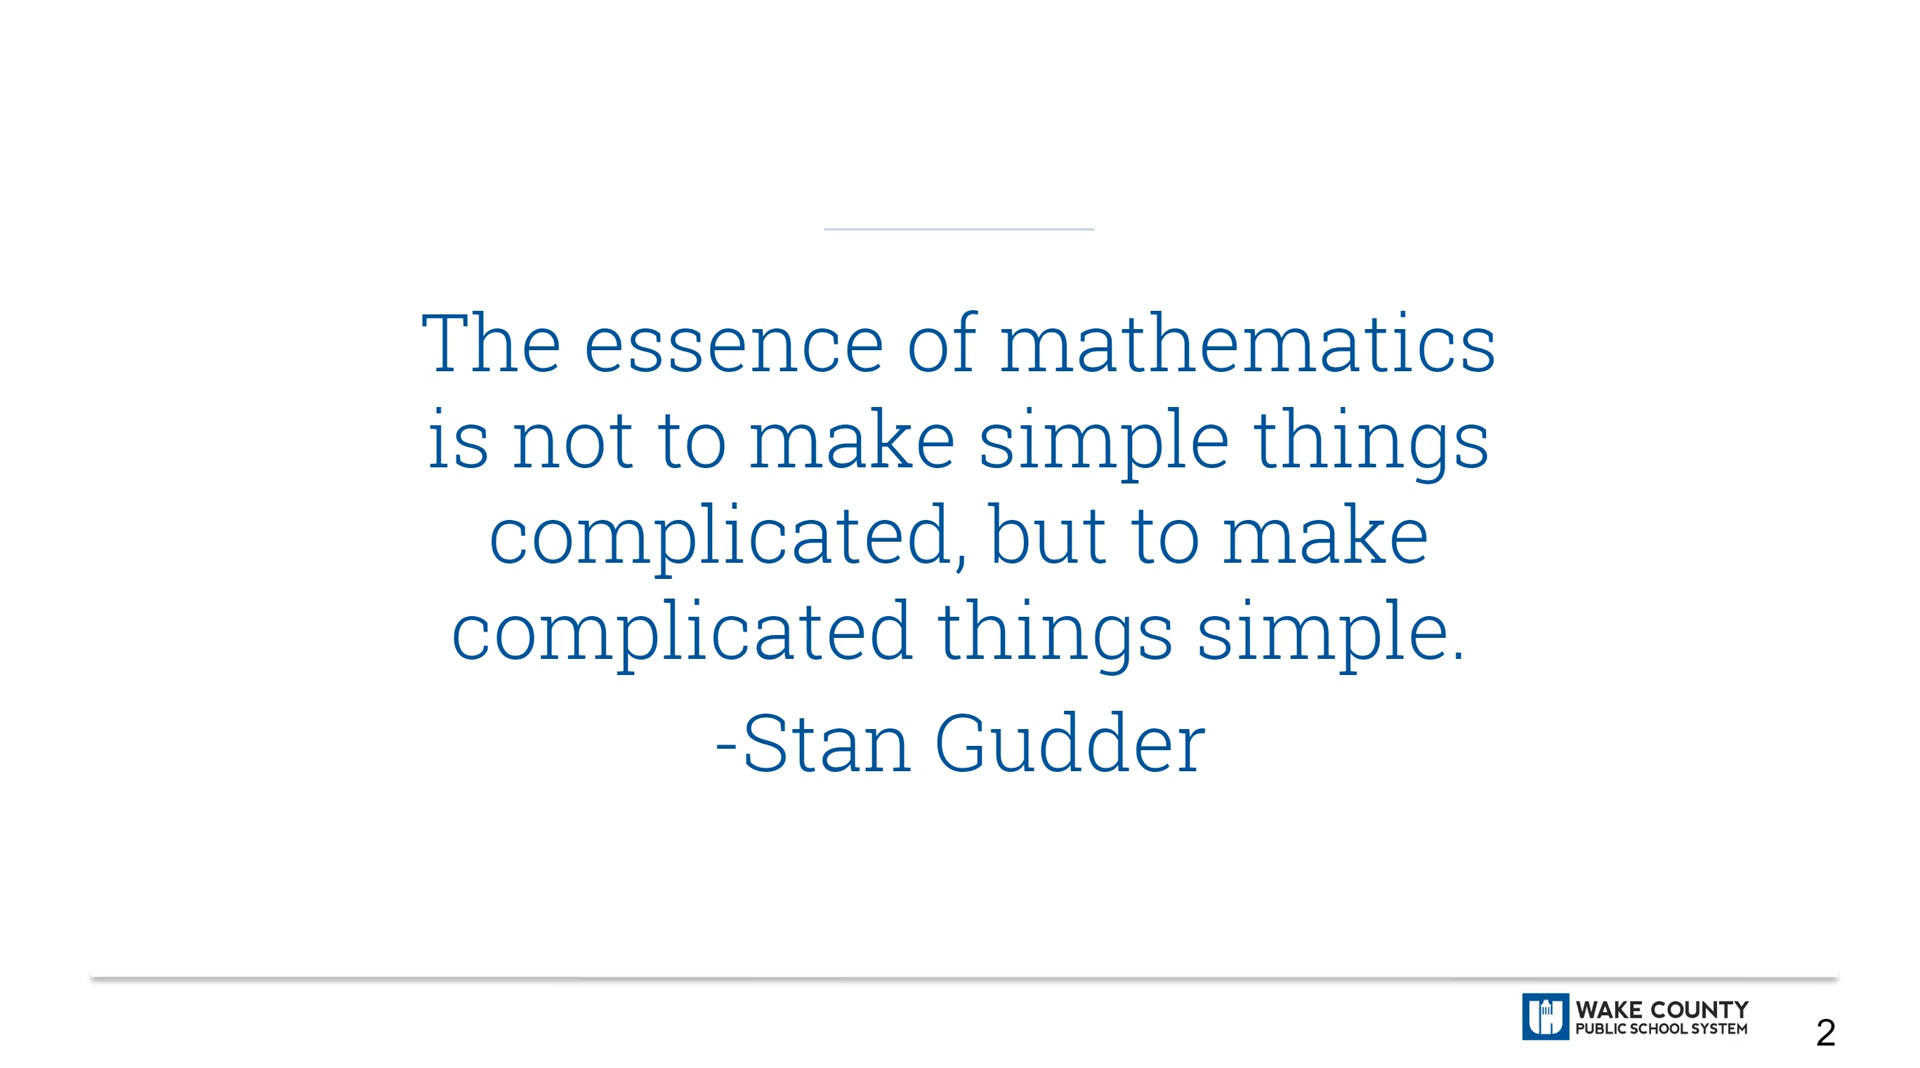 The essence of mathematics
is not to make simple things
complicated, but to make
complicated things simple.
-Stan Gudder
WAKE COUNTY
PUBLIC SCHOOL SYSTEM
2